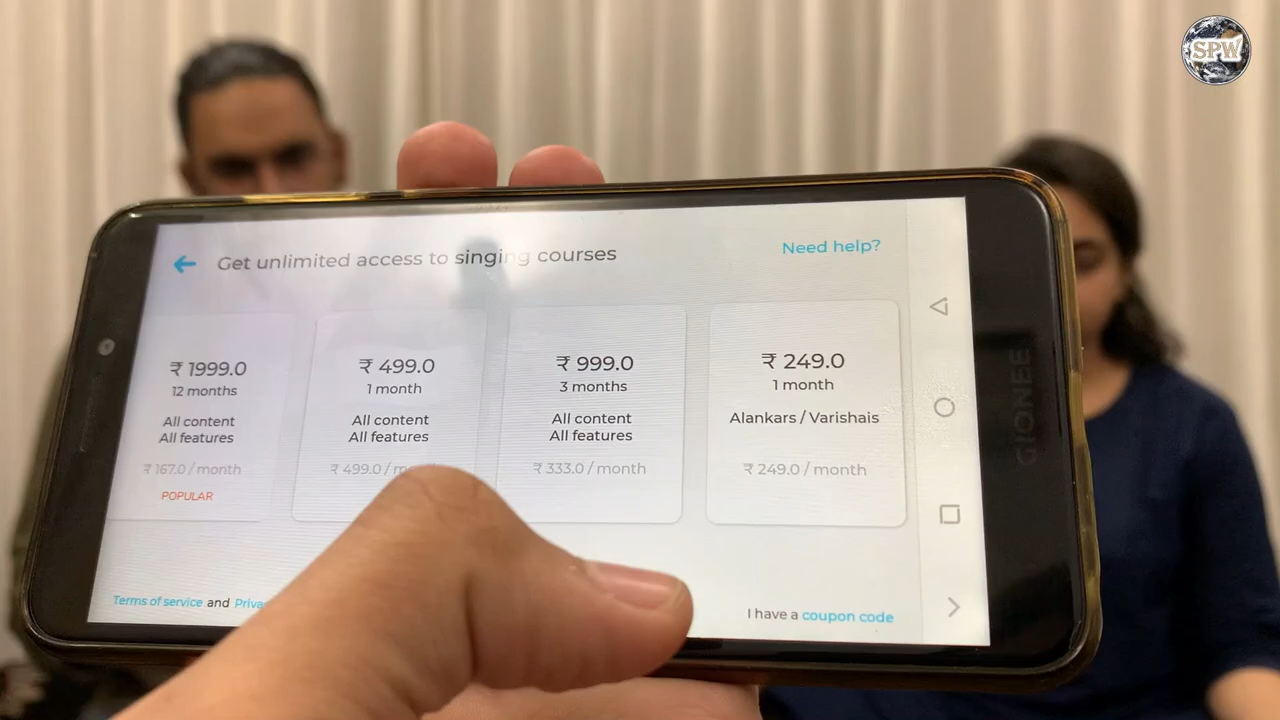 SPW
Get unlimited access to singing courses
Need help?
₹ 1999.0
12 months
All content
All features
₹ 167.0 / month
POPULAR
₹ 499.0
1 month
All content
All features
₹ 499.0 / mo
₹ 999.0
3 months
All content
All features
₹ 333.0 / month
₹ 249.0
1 month
Alankars / Varishais
₹ 249.0 / month
Terms of service and Priva
I have a coupon code
GIONEE